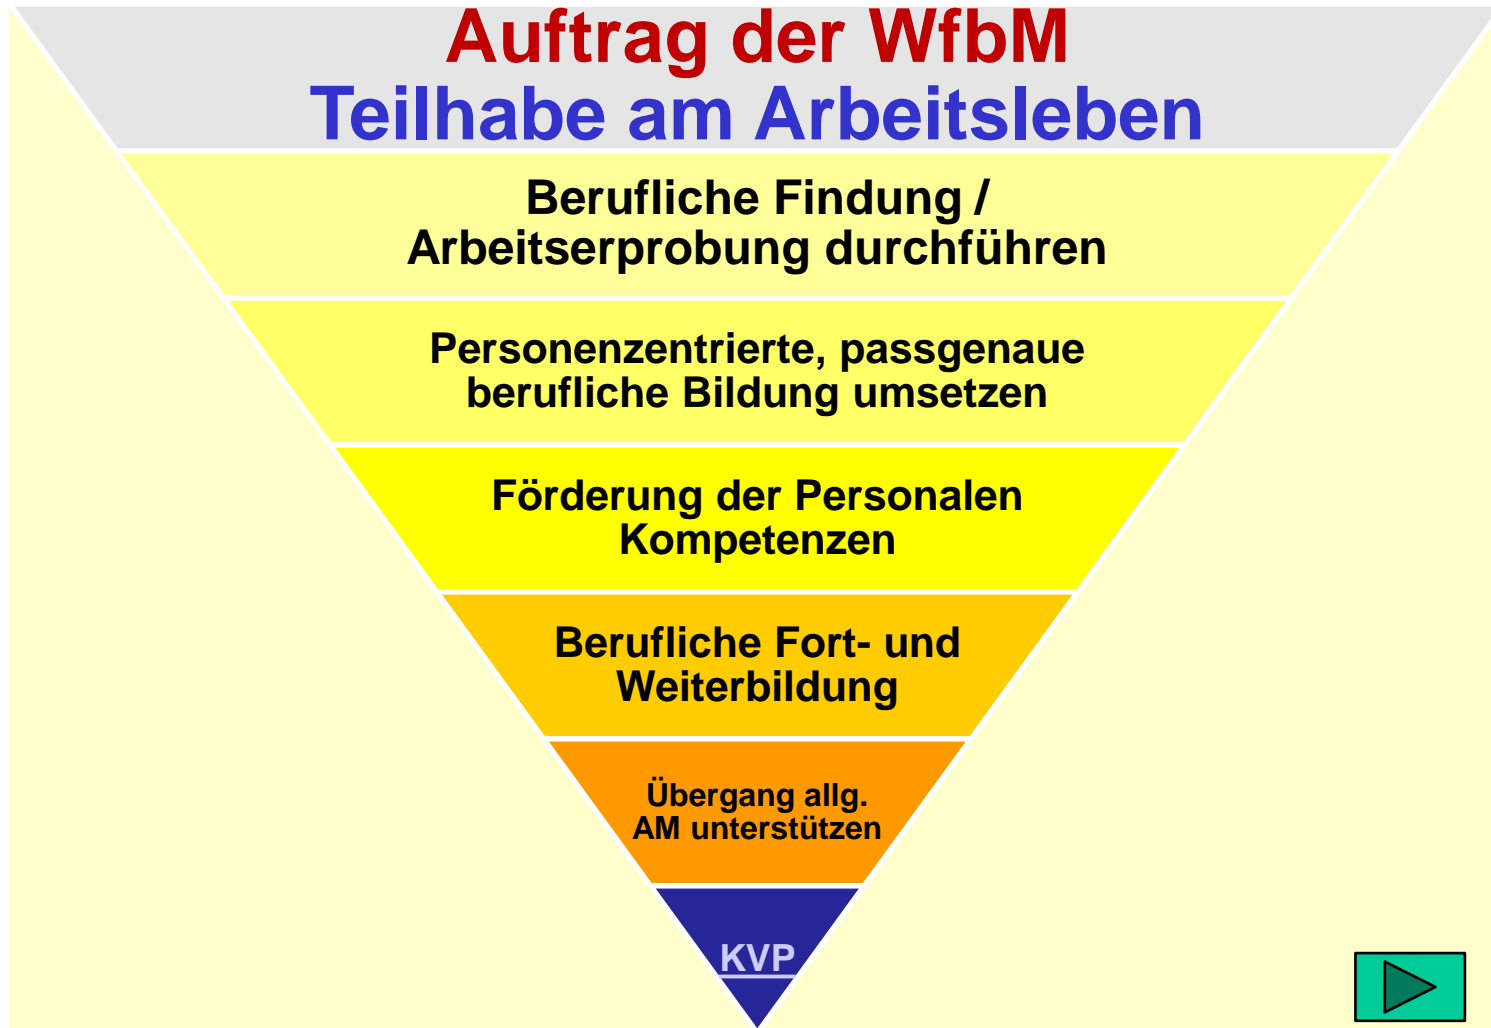 Auftrag der WfbM
Teilhabe am Arbeitsleben
Berufliche Findung /
Arbeitserprobung durchführen
Personenzentrierte, passgenaue
berufliche Bildung umsetzen
Förderung der Personalen
Kompetenzen
Berufliche Fort- und
Weiterbildung
Übergang allg.
AM unterstützen
KVP